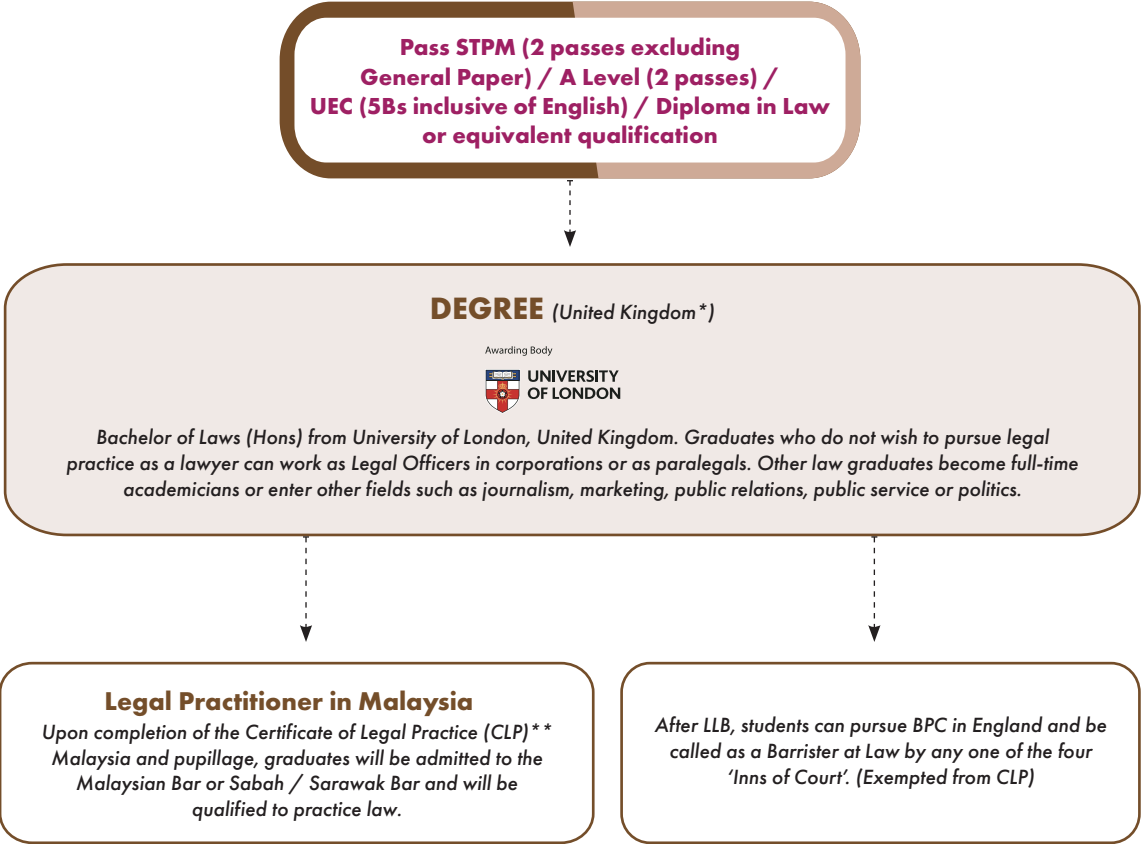 Pass STPM (2 passes excluding
General Paper) / A Level (2 passes) /
UEC (5Bs inclusive of English) / Diploma in Law
or equivalent qualification
DEGREE (United Kingdom*)
Awarding Body
UNIVERSITY
OF LONDON
Bachelor of Laws (Hons) from University of London, United Kingdom. Graduates who do not wish to pursue legal
practice as a lawyer can work as Legal Officers in corporations or as paralegals. Other law graduates become full-time
academicians or enter other fields such as journalism, marketing, public relations, public service or politics.
Legal Practitioner in Malaysia
Upon completion of the Certificate of Legal Practice (CLP)**
Malaysia and pupillage, graduates will be admitted to the
Malaysian Bar or Sabah / Sarawak Bar and will be
qualified to practice law.
After LLB, students can pursue BPC in England and be
called as a Barrister at Law by any one of the four
‘Inns of Court’. (Exempted from CLP)